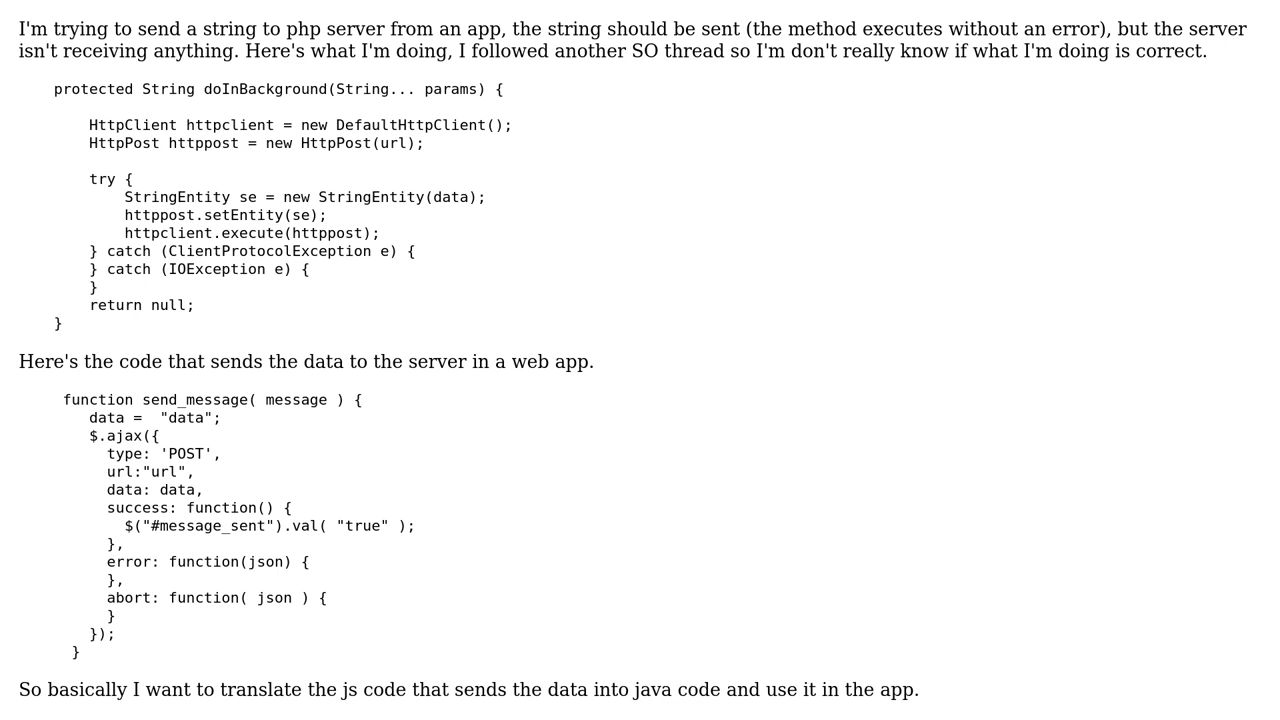 I'm trying to send a string to php server from an app, the string should be sent (the method executes without an error), but the server
isn't receiving anything. Here's what I'm doing, I followed another SO thread so I'm don't really know if what I'm doing is correct.
protected String doInBackground(String... params) {
HttpClient httpclient = new DefaultHttpClient();
HttpPost httppost = new HttpPost(url);
try {
StringEntity se = new StringEntity(data);
httppost.setEntity(se);
httpclient.execute(httppost);
} catch (ClientProtocolException e) {
} catch (IOException e) {
}
return null;
}
Here's the code that sends the data to the server in a web app.
function send_message( message ) {
data =  "data";
$.ajax({
type: 'POST',
url:"url",
data: data,
success: function() {
$("#message_sent").val( "true" );
},
error: function(json) {
},
abort: function( json ) {
}
});
}
So basically I want to translate the js code that sends the data into java code and use it in the app.